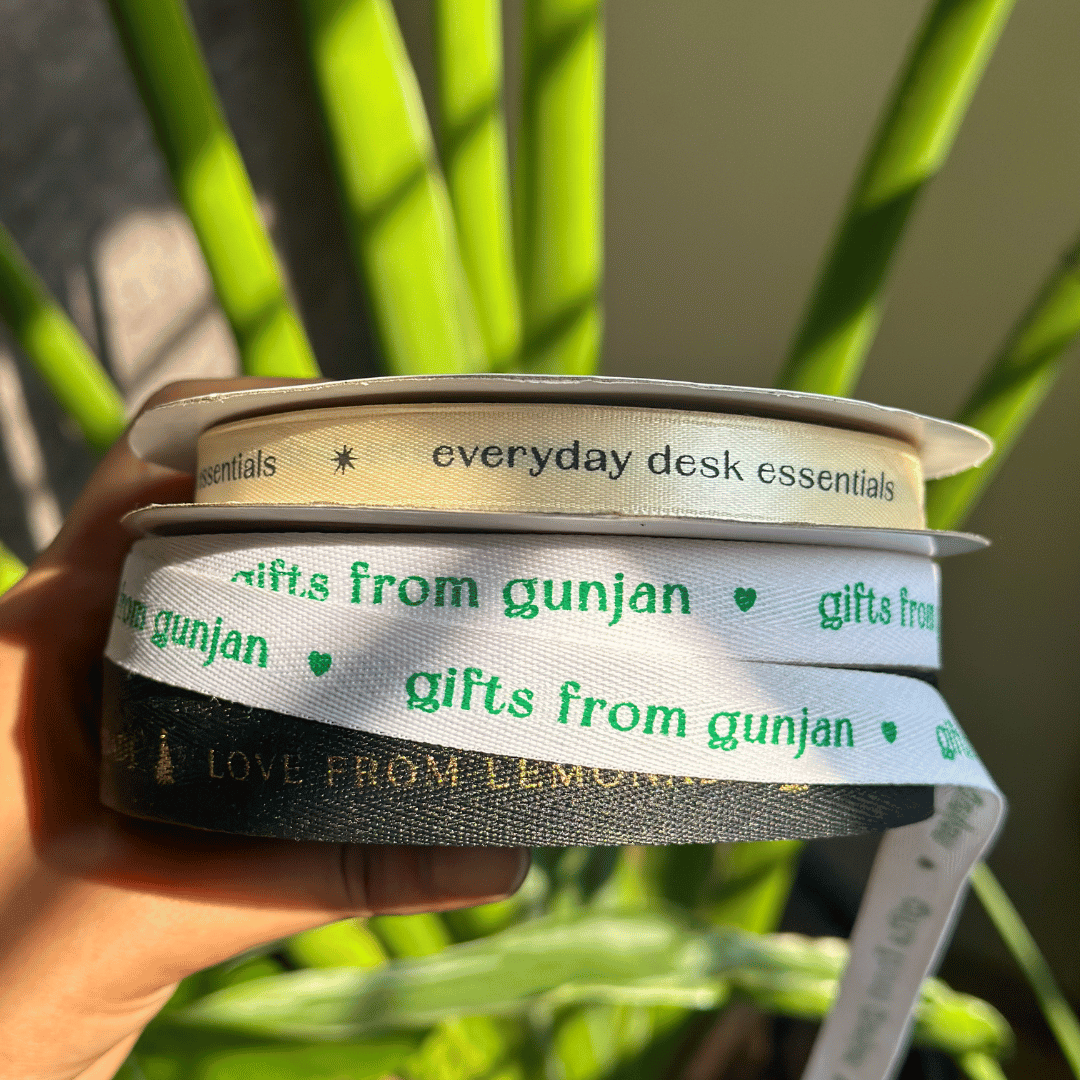 essentials everyday desk essentials
gifts from gunjan gifts from
from gunjan gifts from gunjan
LOVE FROM